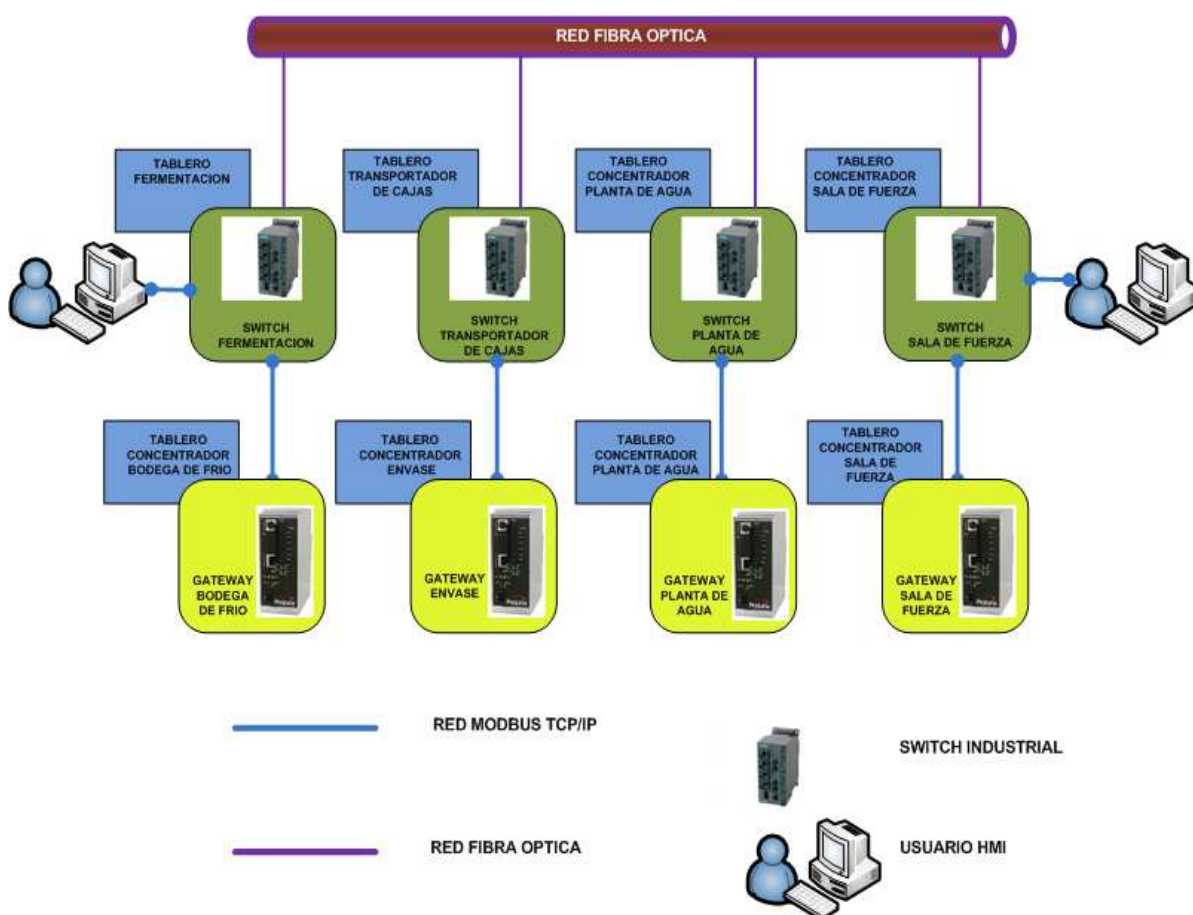 RED FIBRA OPTICA
TABLERO
FERMENTACION
TABLERO
TRANSPORTADOR
DE CAJAS
TABLERO
CONCENTRADOR
PLANTA DE AGUA
TABLERO
CONCENTRADOR
SALA DE FUERZA
SWITCH
FERMENTACION
SWITCH
TRANSPORTADOR
DE CAJAS
SWITCH
PLANTA DE
AGUA
SWITCH
SALA DE FUERZA
TABLERO
CONCENTRADOR
BODEGA DE FRIO
TABLERO
CONCENTRADOR
ENVASE
TABLERO
CONCENTRADOR
PLANTA DE AGUA
TABLERO
CONCENTRADOR
SALA DE
FUERZA
GATEWAY
BODEGA
DE FRIO
GATEWAY
ENVASE
GATEWAY
PLANTA DE
AGUA
GATEWAY
SALA DE
FUERZA
RED MODBUS TCP/IP
SWITCH INDUSTRIAL
RED FIBRA OPTICA
USUARIO HMI